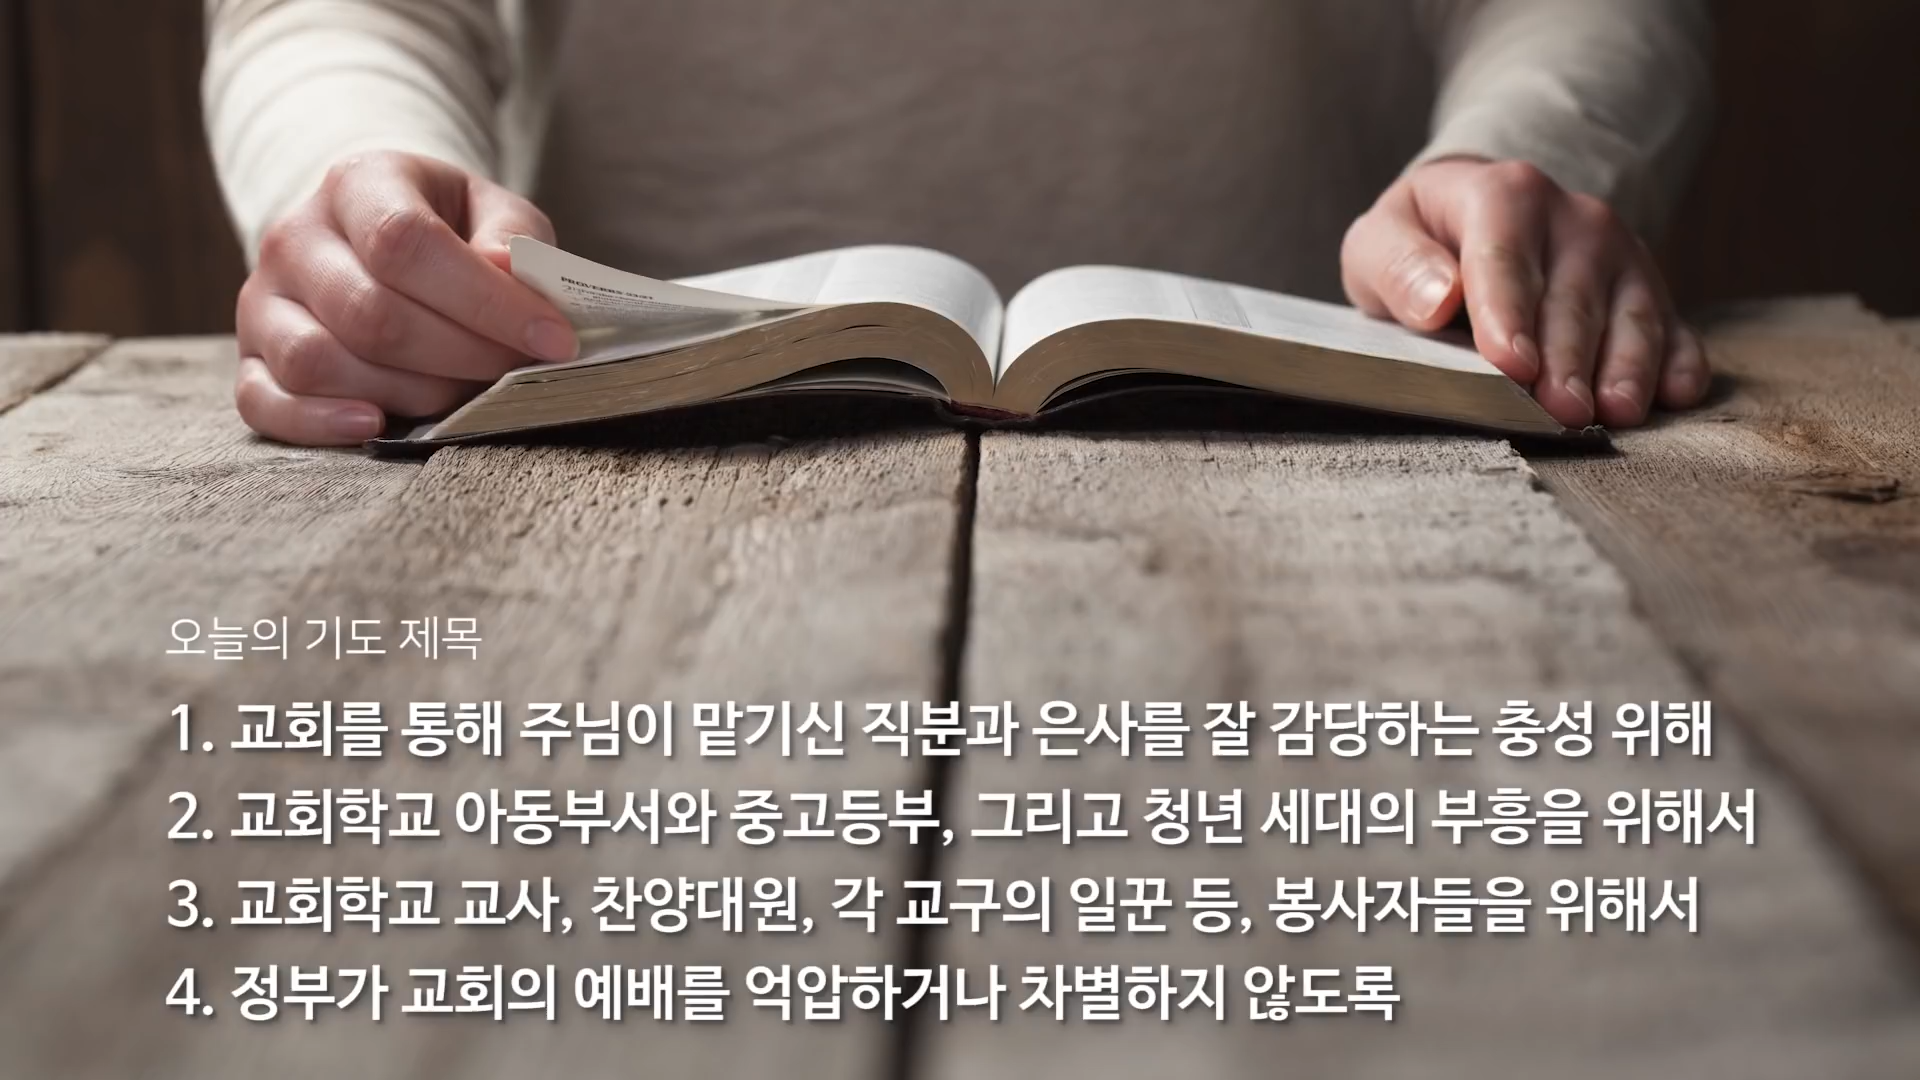 PROVERBS
오늘의 기도 제목
1. 교회를 통해 주님이 맡기신 직분과 은사를 잘 감당하는 충성 위해
2. 교회학교 아동부서와 중고등부, 그리고 청년 세대의 부흥을 위해서
3. 교회학교 교사, 찬양대원, 각 교구의 일꾼 등, 봉사자들을 위해서
4. 정부가 교회의 예배를 억압하거나 차별하지 않도록